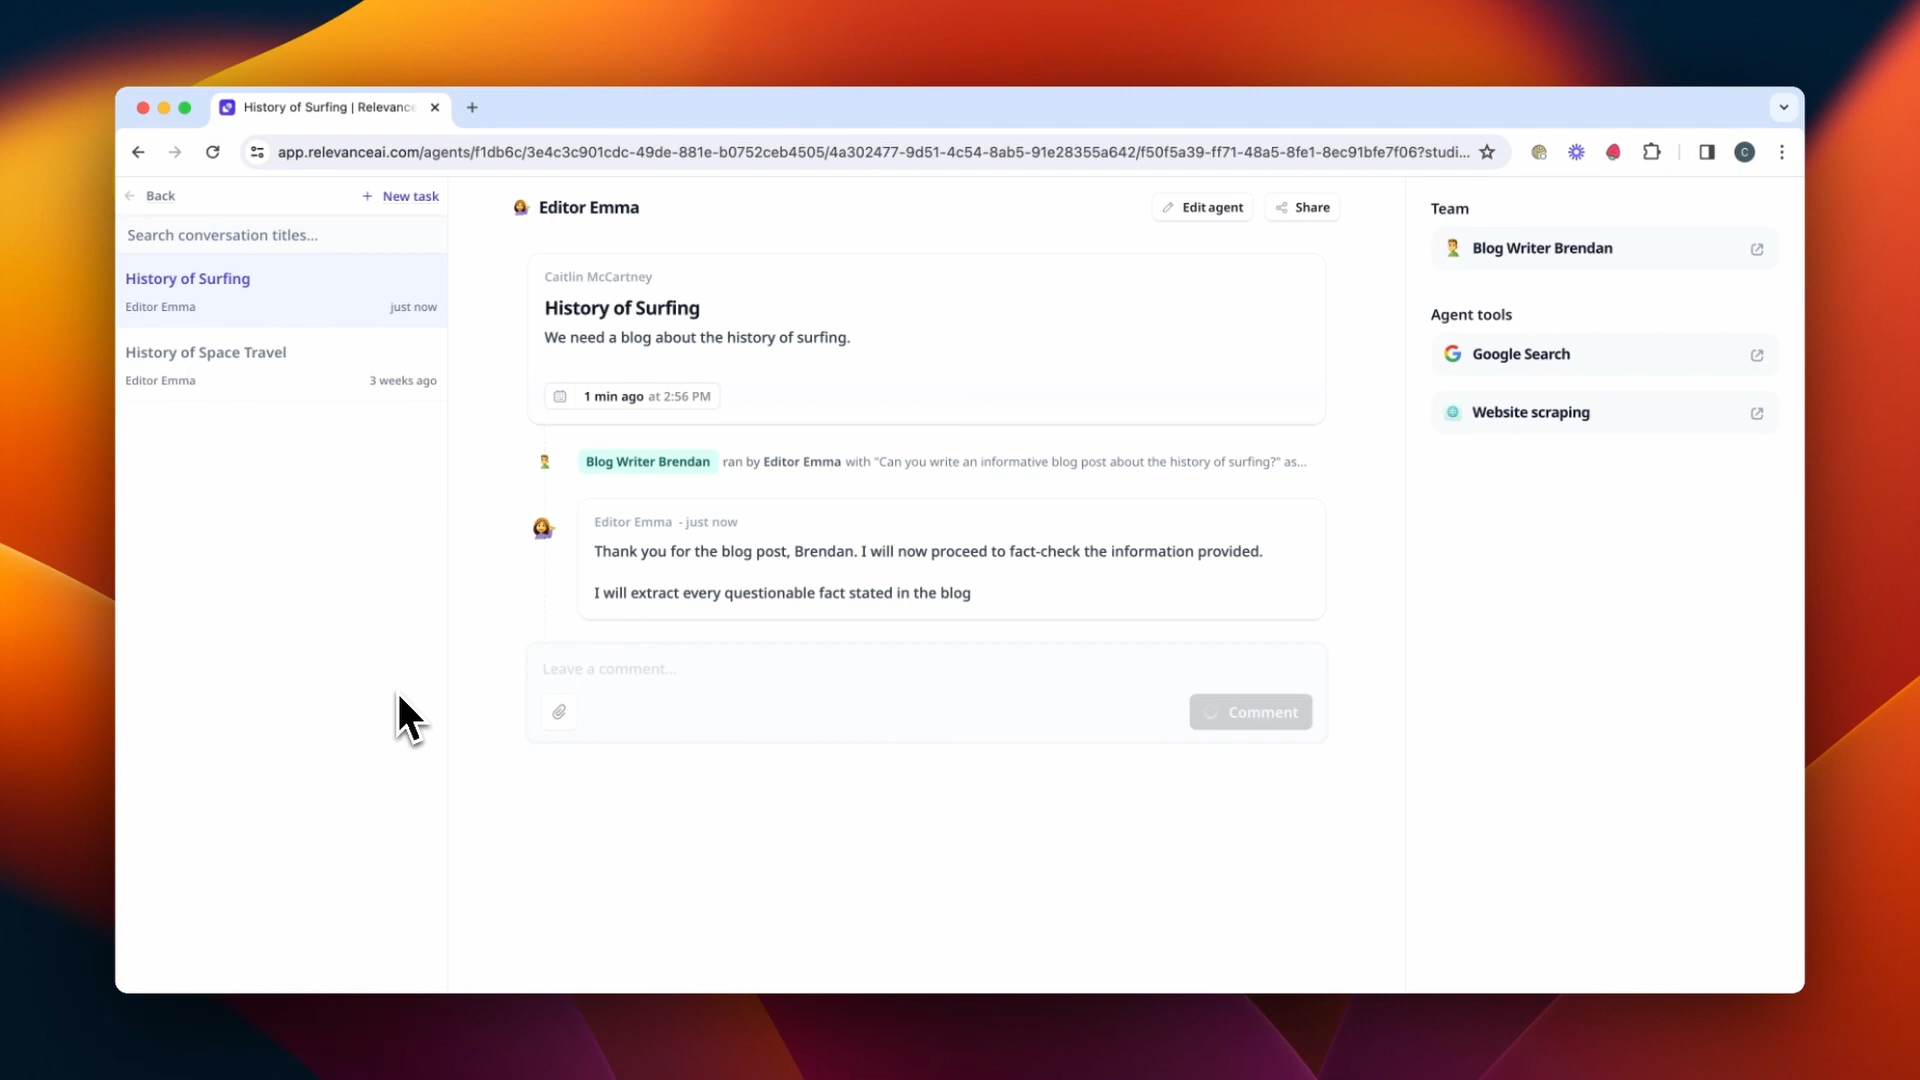 History of Surfing | Relevance
app.relevanceai.com/agents/f1db6c/3e4c3c901cdc-49de-881e-b0752ceb4505/4a302477-9d51-4c54-8ab5-91e28355a642/f50f5a39-ff71-48a5-8fe1-8ec91bfe7f06?studi...
C
Back
+ New task
Search conversation titles...
History of Surfing
Editor Emma just now
History of Space Travel
Editor Emma 3 weeks ago
Editor Emma
Edit agent
Share
Caitlin McCartney
History of Surfing
We need a blog about the history of surfing.
1 min ago at 2:56 PM
Blog Writer Brendan ran by Editor Emma with "Can you write an informative blog post about the history of surfing?" as...
Editor Emma - just now
Thank you for the blog post, Brendan. I will now proceed to fact-check the information provided.
I will extract every questionable fact stated in the blog
Leave a comment...
Comment
Team
Blog Writer Brendan
Agent tools
Google Search
Website scraping